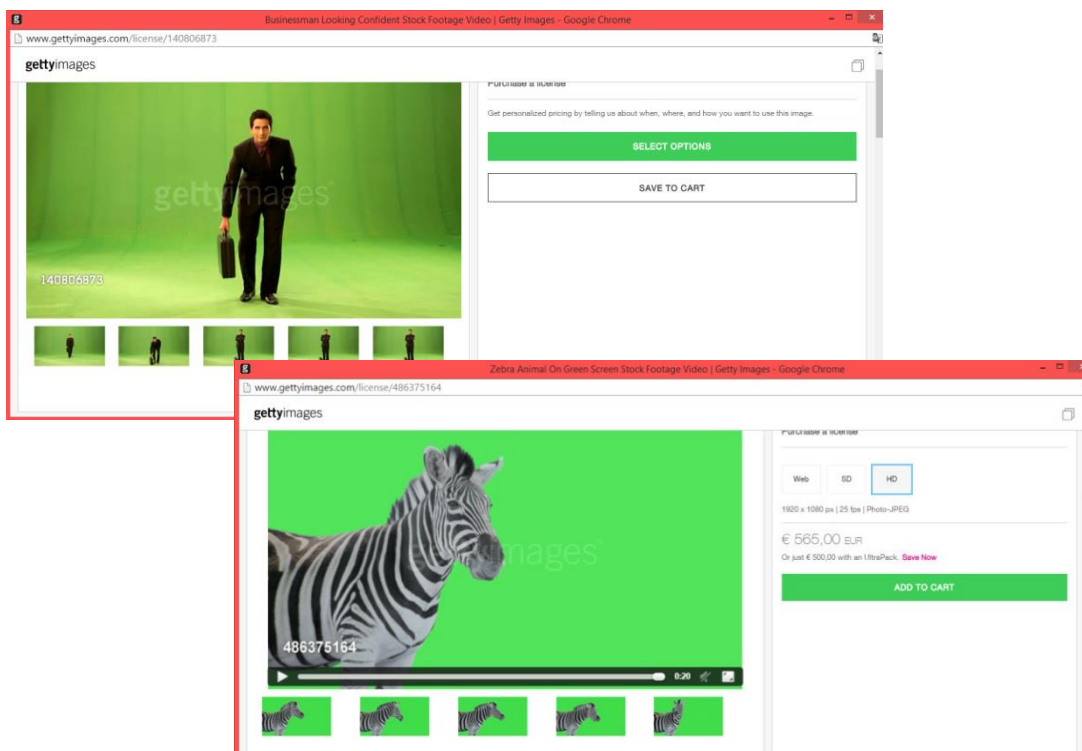 Businessman Looking Confident Stock Footage Video | Getty Images - Google Chrome
www.gettyimages.com/license/140806873
gettyimages
Purchase a license
Get personalized pricing by telling us about when, where, and how you want to use this image.
SELECT OPTIONS
gettyimages
SAVE TO CART
140806873
Zebra Animal On Green Screen Stock Footage Video | Getty Images - Google Chrome
www.gettyimages.com/license/486375164
gettyimages
Purchase a license
Web SD HD
1920 x 1080 px | 25 fps | Photo-JPEG
€ 565,00 EUR
gettyimages
Or just € 500,00 with an UltraPack. Save Now
ADD TO CART
486375164
0:20